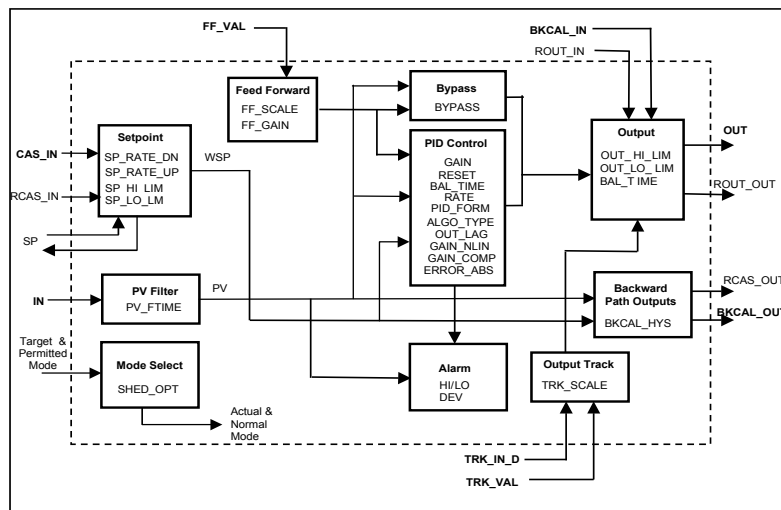 FF_VAL
BKCAL_IN
ROUT_IN
Feed Forward
FF_SCALE
FF_GAIN
Bypass
BYPASS
Setpoint
SP_RATE_DN
SP_RATE_UP
SP_HI_LIM
SP_LO_LM
CAS_IN
RCAS_IN
SP
WSP
PID Control
GAIN
RESET
BAL_TIME
RATE
PID_FORM
ALGO_TYPE
OUT_LAG
GAIN_NLIN
GAIN_COMP
ERROR_ABS
Output
OUT_HI_LIM
OUT_LO_LIM
BAL_TIME
OUT
ROUT_OUT
IN
PV Filter
PV_FTIME
PV
Backward
Path Outputs
BKCAL_HYS
RCAS_OUT
BKCAL_OUT
Target &
Permitted
Mode
Mode Select
SHED_OPT
Actual &
Normal
Mode
Alarm
HI/LO
DEV
Output Track
TRK_SCALE
TRK_IN_D
TRK_VAL